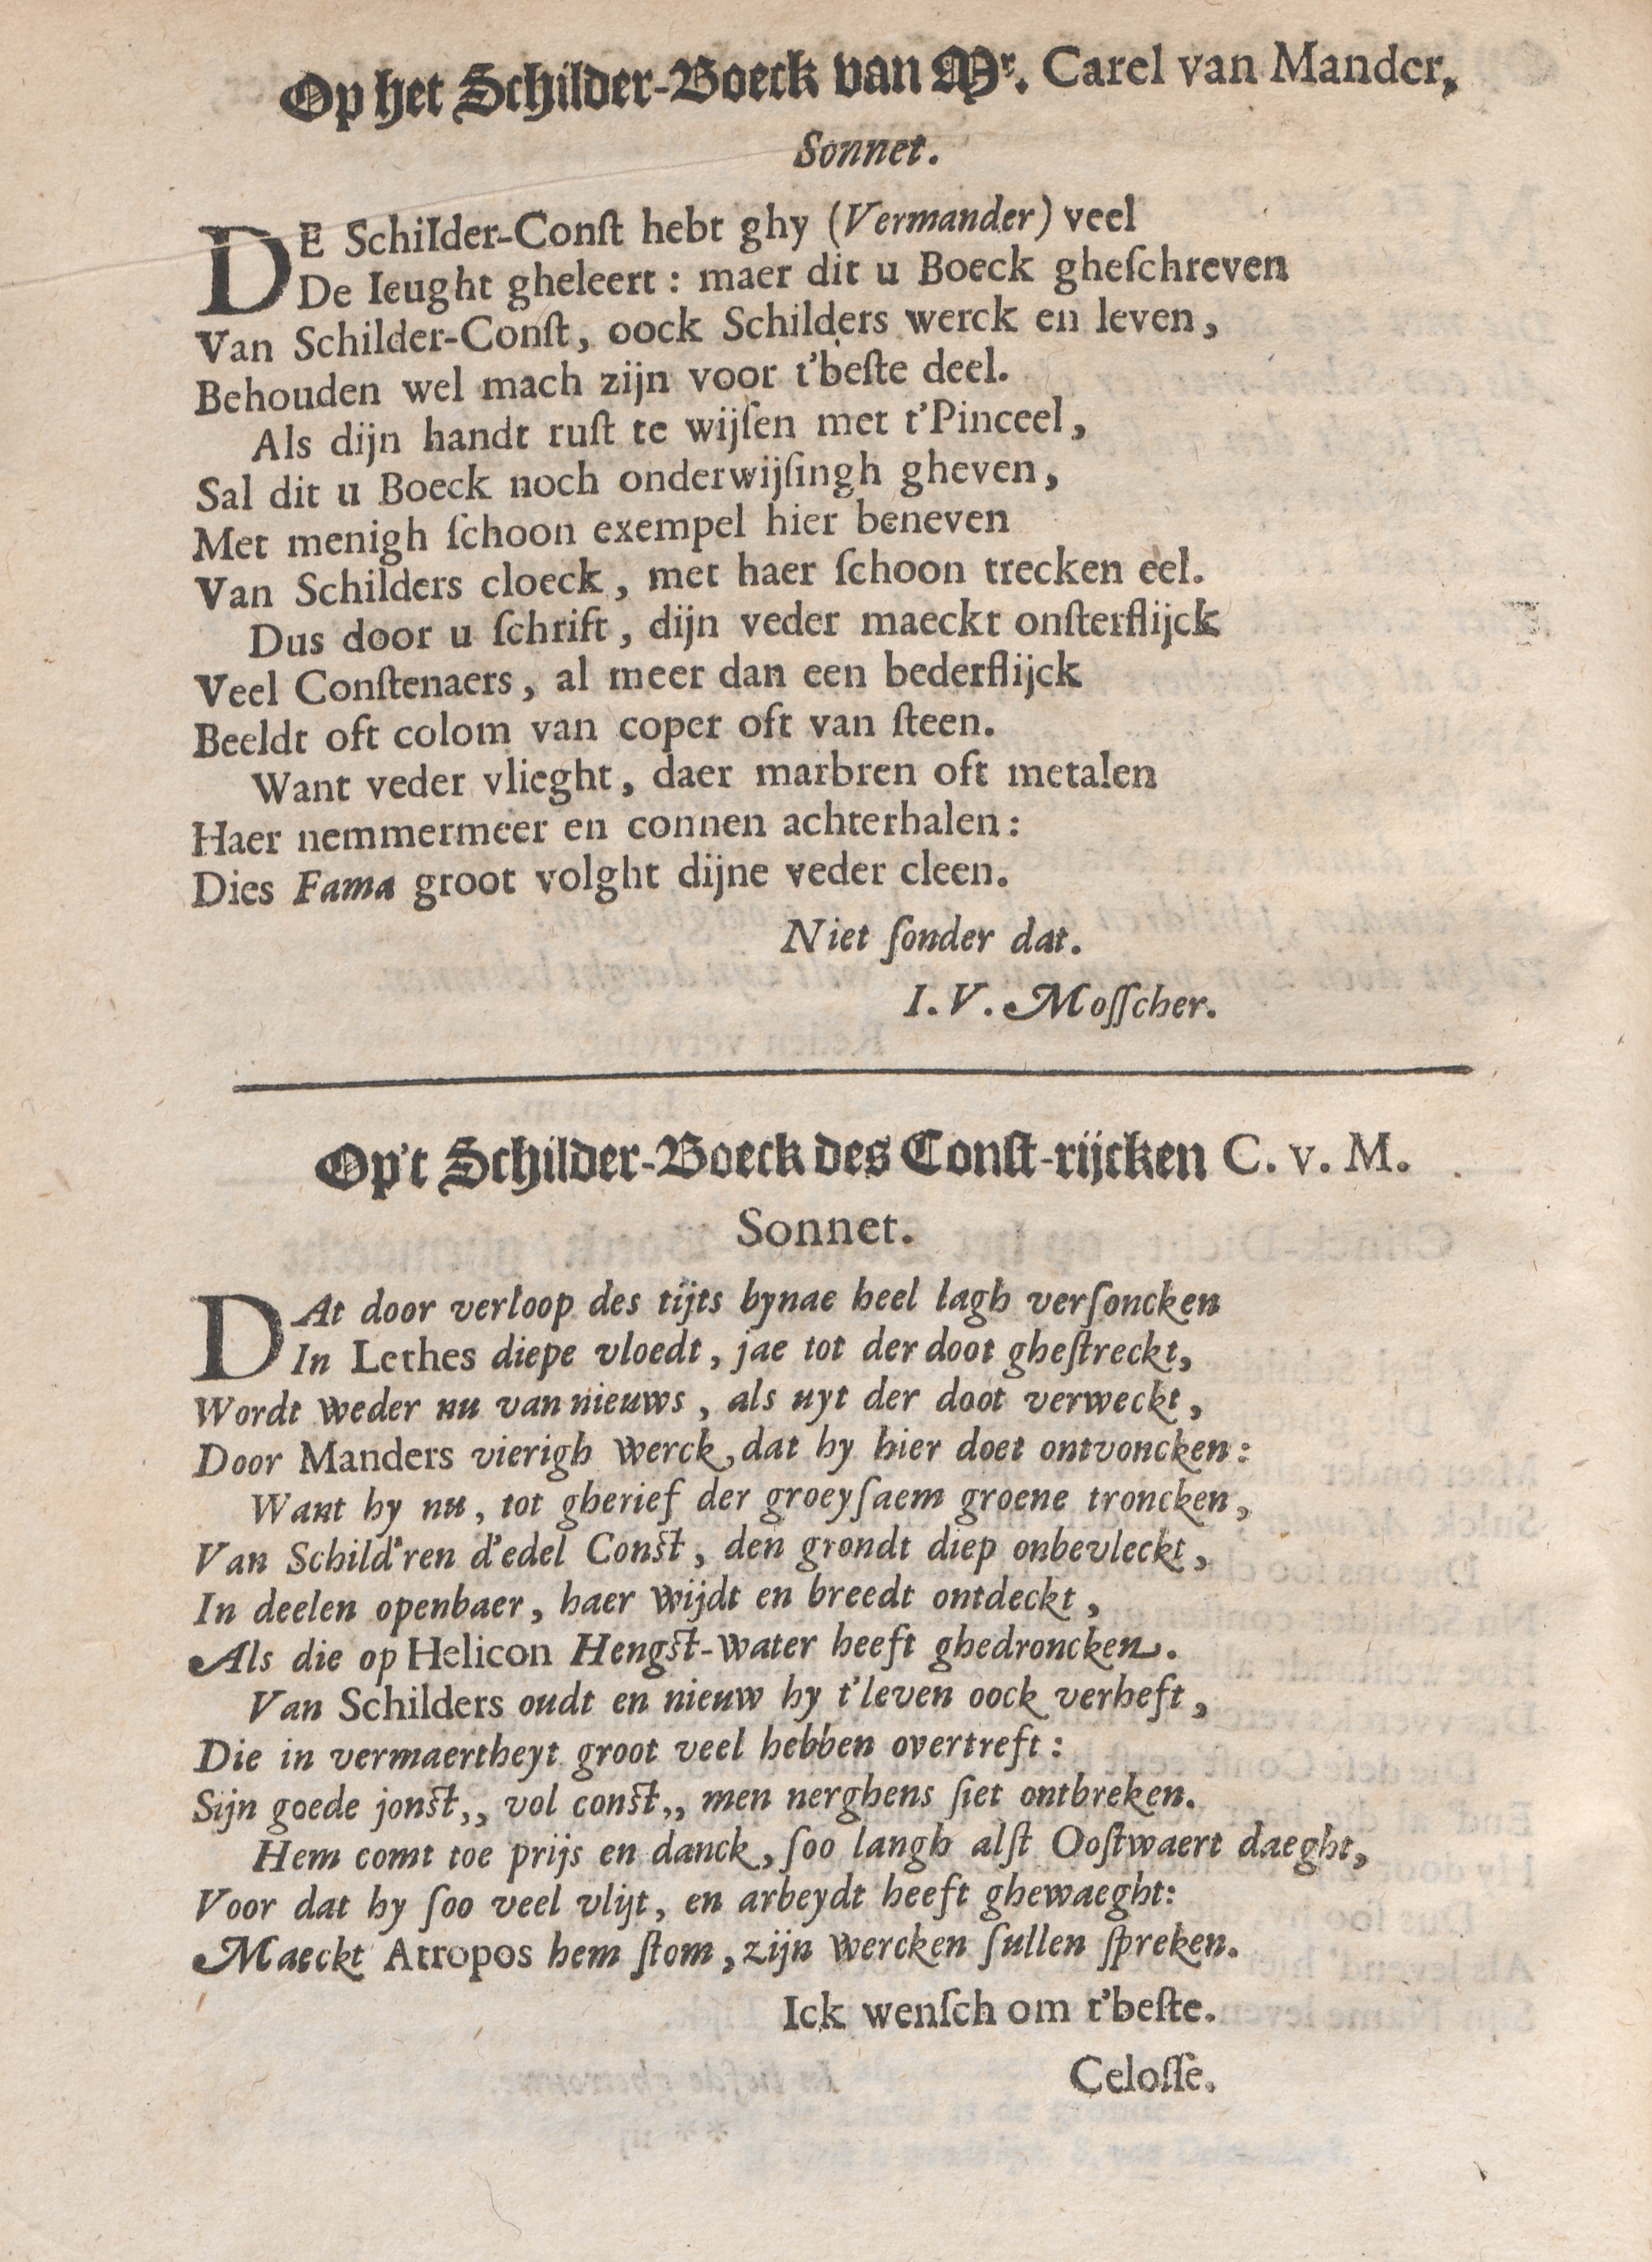 Op het Schilder-Boeck van Mr. Carel van Mander,
Sonnet.
DE Schilder-Conſt hebt ghy (Vermander) veel
De Ieught gheleert : maer dit u Boeck gheſchreven
Van Schilder-Conſt, oock Schilders werck en leven,
Behouden wel mach zijn voor t'beſte deel.
Als dijn handt ruſt te wijſen met t'Pinceel,
Sal dit u Boeck noch onderwijſingh gheven,
Met menigh ſchoon exempel hier beneven
Van Schilders cloeck, met haer ſchoon trecken eel.
Dus door u ſchrift, dijn veder maeckt onſterflijck
Veel Conſtenaers, al meer dan een bederflijck
Beeldt oft colom van coper oft van ſteen.
Want veder vlieght, daer marbren oft metalen
Haer nemmermeer en connen achterhalen :
Dies Fama groot volght dijne veder cleen.
Niet ſonder dat.
I. V. Moſſcher.
Op't Schilder-Boeck des Conſt-rijcken C. v. M.
Sonnet.
DAt door verloop des tijts bynae heel lagh verſoncken
In Lethes diepe vloedt, jae tot der doot gheſtreckt,
Wordt weder nu van nieuws, als uyt der doot verweckt,
Door Manders vierigh werck, dat hy hier doet ontvoncken :
Want hy nu, tot gherief der groeyſaem groene troncken,
Van Schild'ren d'edel Conſt, den grondt diep onbevleckt,
In deelen openbaer, haer wijdt en breedt ontdeckt,
Als die op Helicon Hengſt-water heeft ghedroncken.
Van Schilders oudt en nieuw hy t'leven oock verheft,
Die in vermaertheyt groot veel hebben overtreft :
Sijn goede jonſt,, vol conſt,, men nerghens ſiet ontbreken.
Hem comt toe prijs en danck, ſoo langh alſt Ooſtwaert daeght,
Voor dat hy ſoo veel vlijt, en arbeydt heeft ghewaeght:
Maeckt Atropos hem ſtom, zijn wercken ſullen ſpreken.
Ick wenſch om t'beſte.
Celoſſe.